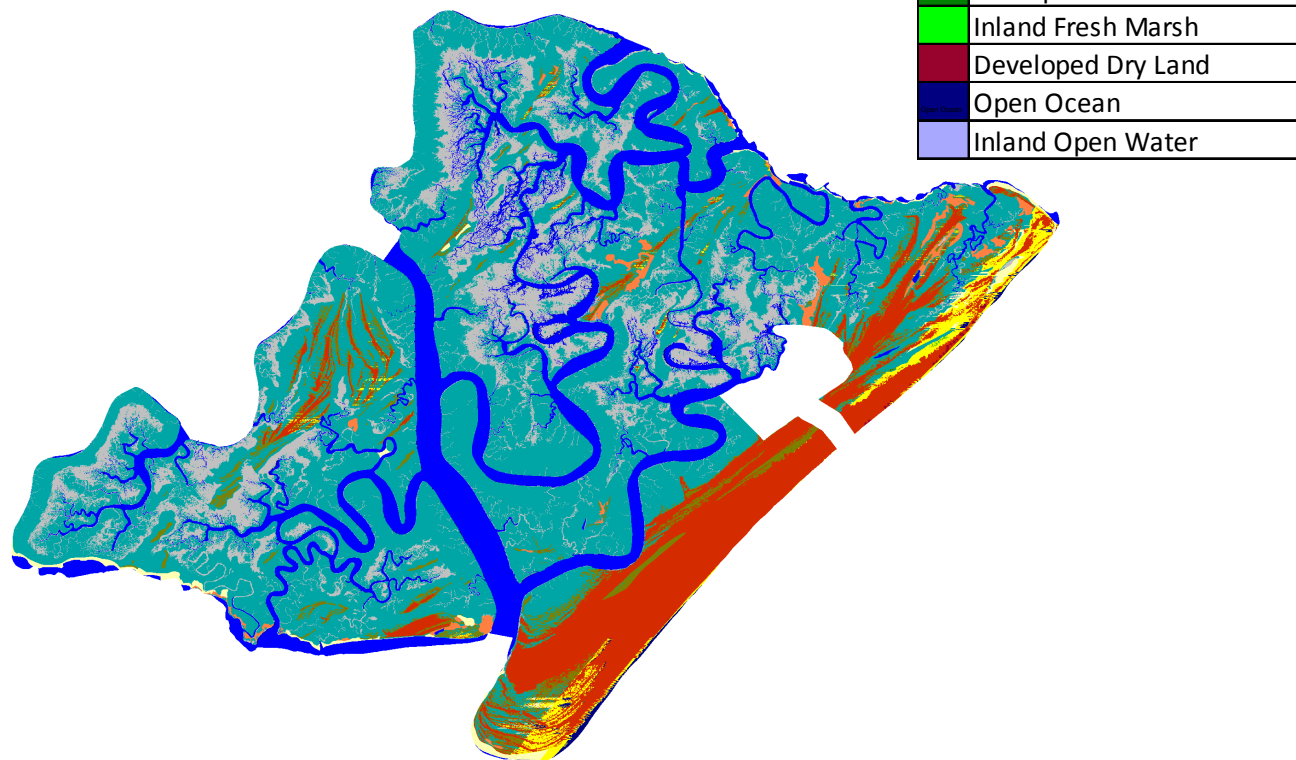 Inland Fresh Marsh
Developed Dry Land
Open Ocean
Inland Open Water